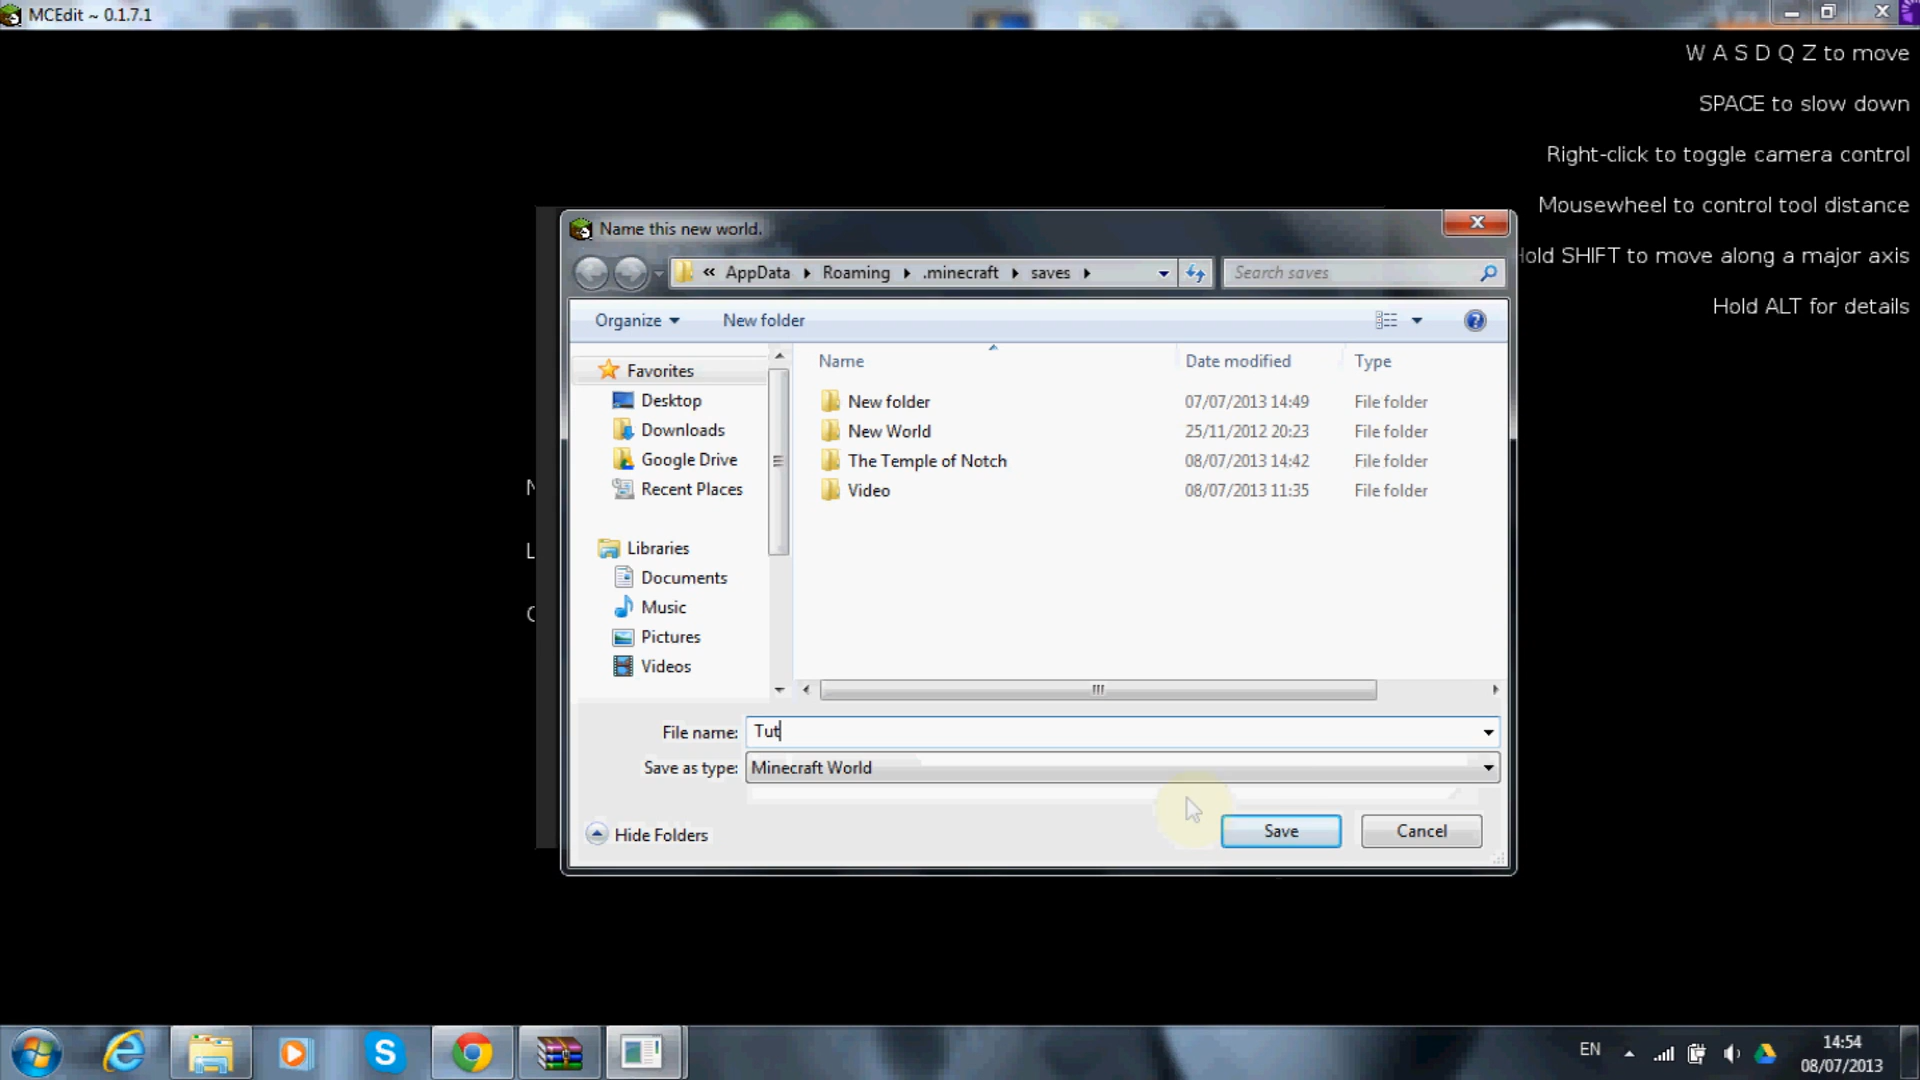 MCEdit ~ 0.1.7.1
W A S D Q Z to move
SPACE to slow down
Right-click to toggle camera control
Mousewheel to control tool distance
old SHIFT to move along a major axis
Hold ALT for details
Name this new world.
« AppData Roaming .minecraft saves
Search saves
Organize New folder
Name Date modified Type
Favorites
Desktop
Downloads
Google Drive
Recent Places
Libraries
Documents
Music
Pictures
Videos
New folder 07/07/2013 14:49 File folder
New World 25/11/2012 20:23 File folder
The Temple of Notch 08/07/2013 14:42 File folder
Video 08/07/2013 11:35 File folder
N
L
File name: Tut
Save as type: Minecraft World
Hide Folders
Save Cancel
EN
14:54
08/07/2013